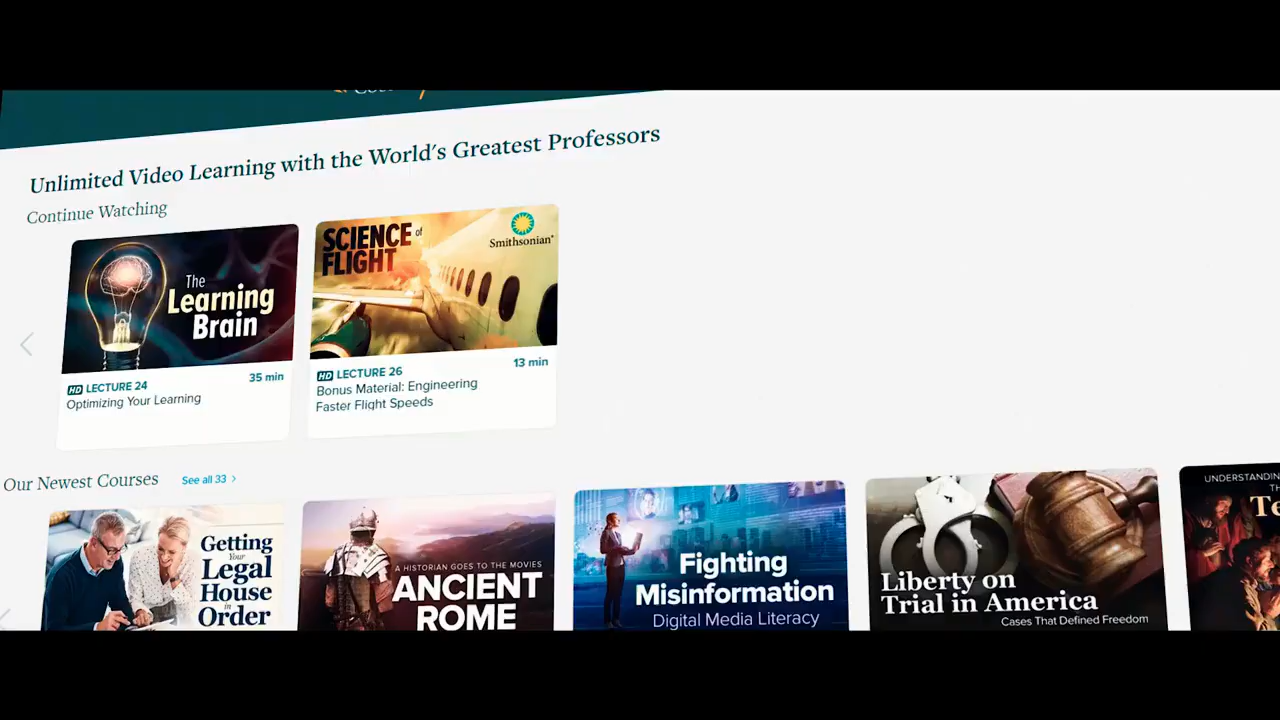 Unlimited Video Learning with the World's Greatest Professors
Continue Watching
The
Learning
Brain
HD LECTURE 24
35 min
Optimizing Your Learning
SCIENCE of
FLIGHT
Smithsonian
HD LECTURE 26
13 min
Bonus Material: Engineering
Faster Flight Speeds
Our Newest Courses
See all 33 >
Getting
Your
Legal
House
in
Order
A HISTORIAN GOES TO THE MOVIES
ANCIENT
ROME
Fighting
Misinformation
Digital Media Literacy
Liberty on
Trial in America
Cases That Defined Freedom